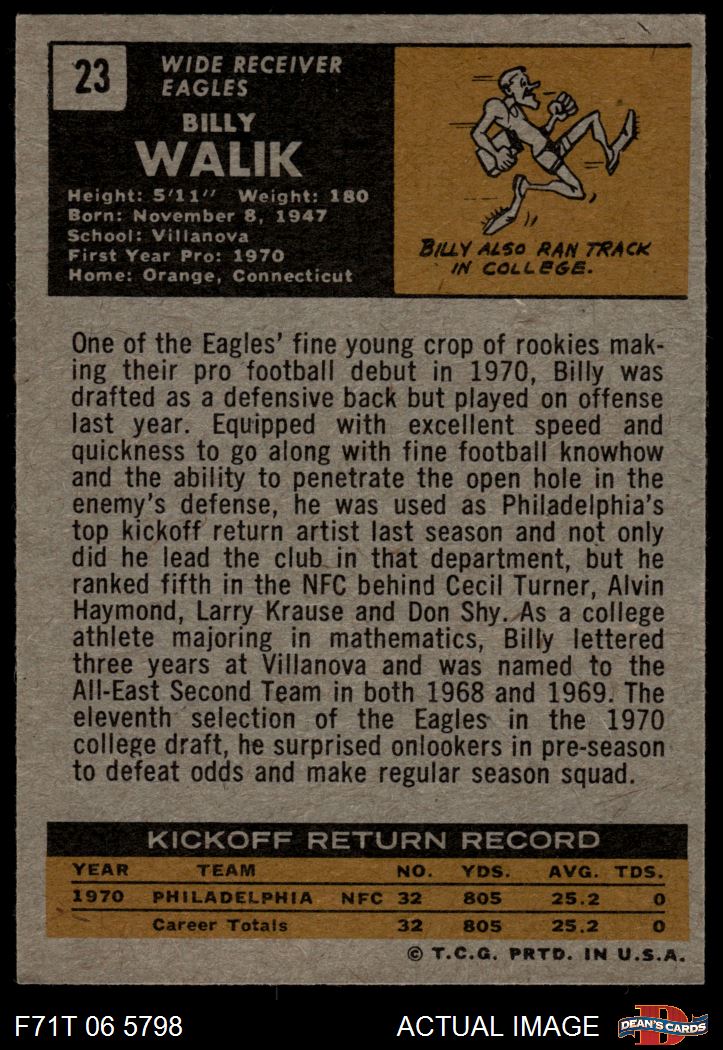 23
WIDE RECEIVER
EAGLES
BILLY
WALIK
Height: 5'11" Weight: 180
Born: November 8, 1947
School: Villanova
First Year Pro: 1970
Home: Orange, Connecticut
BILLY ALSO RAN TRACK
IN COLLEGE.
One of the Eagles' fine young crop of rookies mak-
ing their pro football debut in 1970, Billy was
drafted as a defensive back but played on offense
last year. Equipped with excellent speed and
quickness to go along with fine football knowhow
and the ability to penetrate the open hole in the
enemy's defense, he was used as Philadelphia's
top kickoff return artist last season and not only
did he lead the club in that department, but he
ranked fifth in the NFC behind Cecil Turner, Alvin
Haymond, Larry Krause and Don Shy. As a college
athlete majoring in mathematics, Billy lettered
three years at Villanova and was named to the
All-East Second Team in both 1968 and 1969. The
eleventh selection of the Eagles in the 1970
college draft, he surprised onlookers in pre-season
to defeat odds and make regular season squad.
KICKOFF RETURN RECORD
YEAR TEAM NO. YDS. AVG. TDS.
1970 PHILADELPHIA NFC 32 805 25.2 0
Career Totals 32 805 25.2 0
© T.C.G. PRTD. IN U.S.A.
F71T 06 5798 ACTUAL IMAGE D DEAN'S CARDS